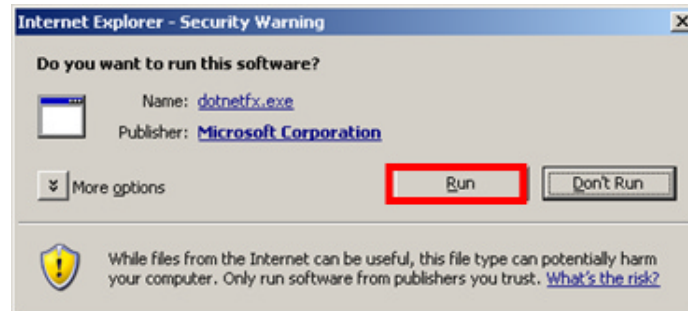 Internet Explorer - Security Warning
Do you want to run this software?
Name: dotnetfx.exe
Publisher: Microsoft Corporation
More options
Run
Don't Run
While files from the Internet can be useful, this file type can potentially harm
your computer. Only run software from publishers you trust. What's the risk?